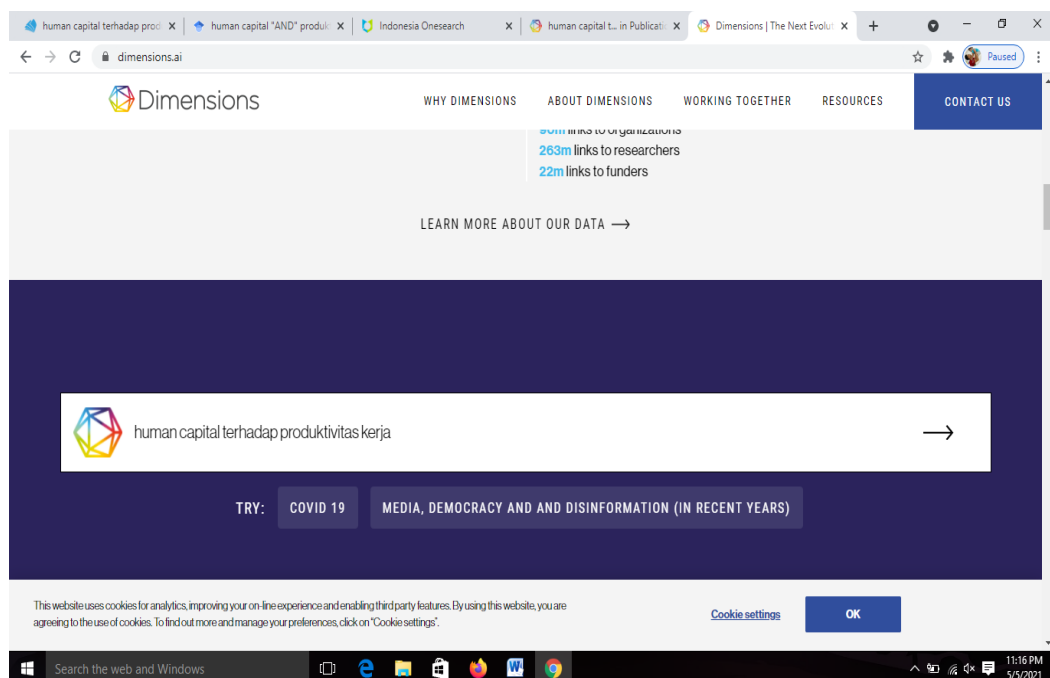 human capital terhadap prod
human capital "AND" produk
Indonesia Onesearch
human capital t... in Publicati
Dimensions | The Next Evolut
dimensions.ai
Paused
Dimensions
WHY DIMENSIONS
ABOUT DIMENSIONS
WORKING TOGETHER
RESOURCES
CONTACT US
90m links to organizations
263m links to researchers
22m links to funders
LEARN MORE ABOUT OUR DATA →
human capital terhadap produktivitas kerja
TRY: COVID 19 MEDIA, DEMOCRACY AND AND DISINFORMATION (IN RECENT YEARS)
This website uses cookies for analytics, improving your on-line experience and enabling third party features. By using this website, you are
agreeing to the use of cookies. To find out more and manage your preferences, click on "Cookie settings".
Cookie settings
OK
Search the web and Windows
11:16 PM
5/5/2021